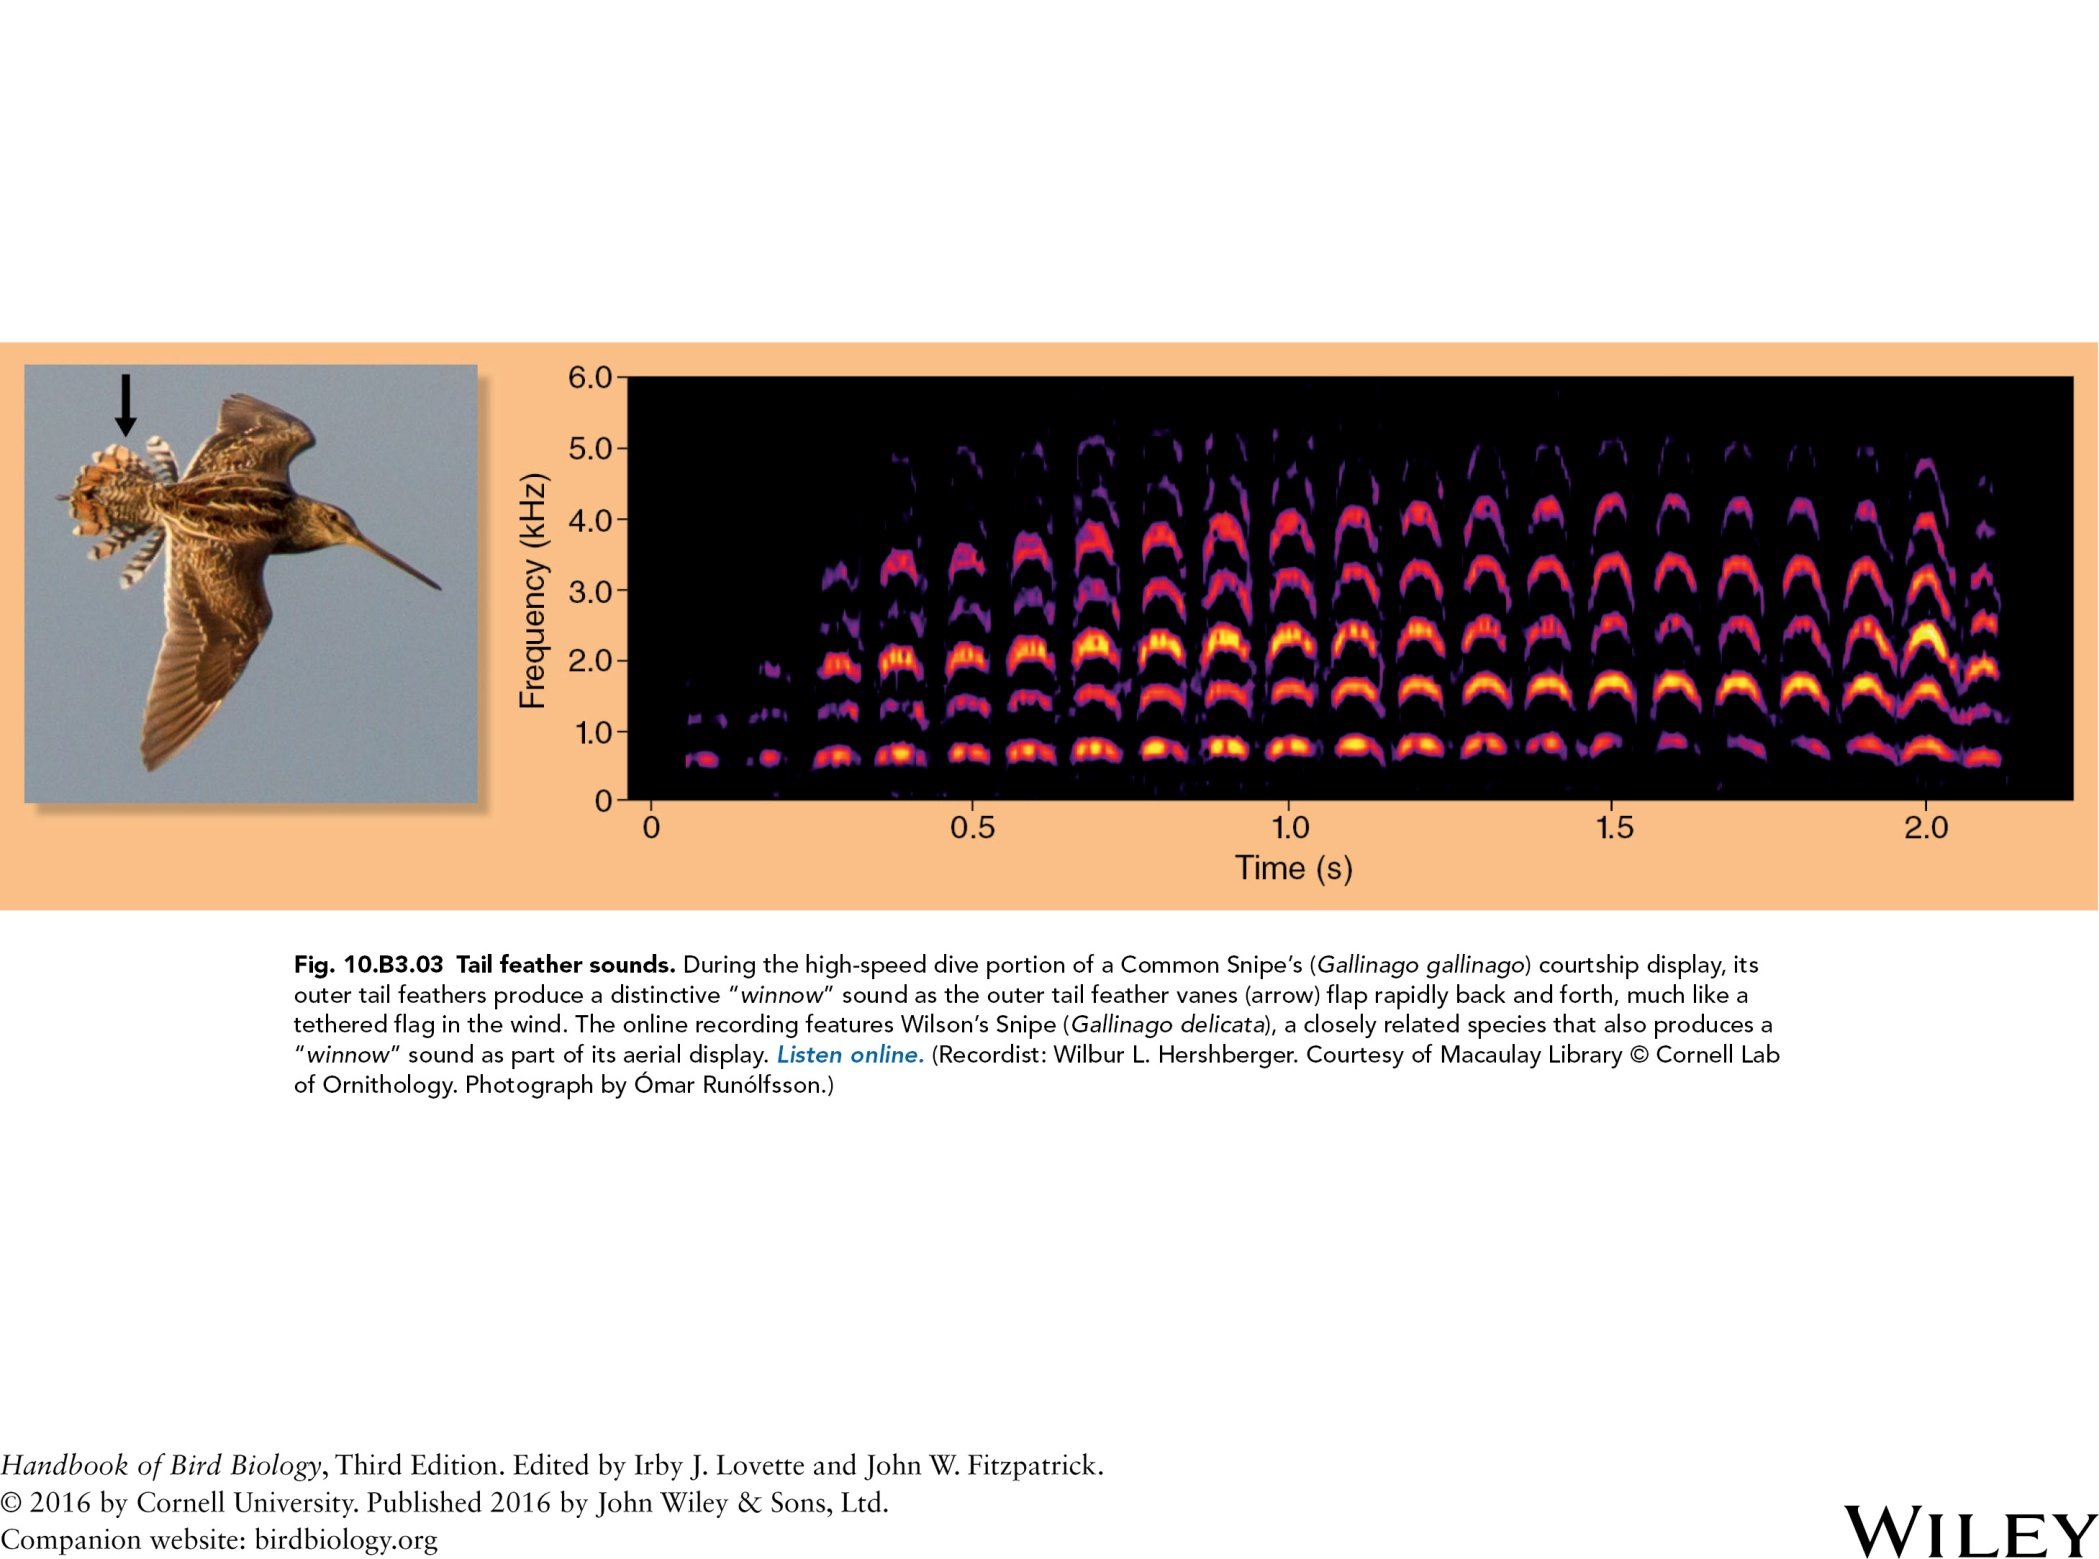 6.0
5.0
4.0
3.0
2.0
1.0
0
Frequency (kHz)
0
0.5
1.0
1.5
2.0
Time (s)
Fig. 10.B3.03 Tail feather sounds. During the high-speed dive portion of a Common Snipe’s (Gallinago gallinago) courtship display, its
outer tail feathers produce a distinctive “winnow” sound as the outer tail feather vanes (arrow) flap rapidly back and forth, much like a
tethered flag in the wind. The online recording features Wilson’s Snipe (Gallinago delicata), a closely related species that also produces a
“winnow” sound as part of its aerial display. Listen online. (Recordist: Wilbur L. Hershberger. Courtesy of Macaulay Library © Cornell Lab
of Ornithology. Photograph by Ómar Runólfsson.)
Handbook of Bird Biology, Third Edition. Edited by Irby J. Lovette and John W. Fitzpatrick.
© 2016 by Cornell University. Published 2016 by John Wiley & Sons, Ltd.
Companion website: birdbiology.org
WILEY